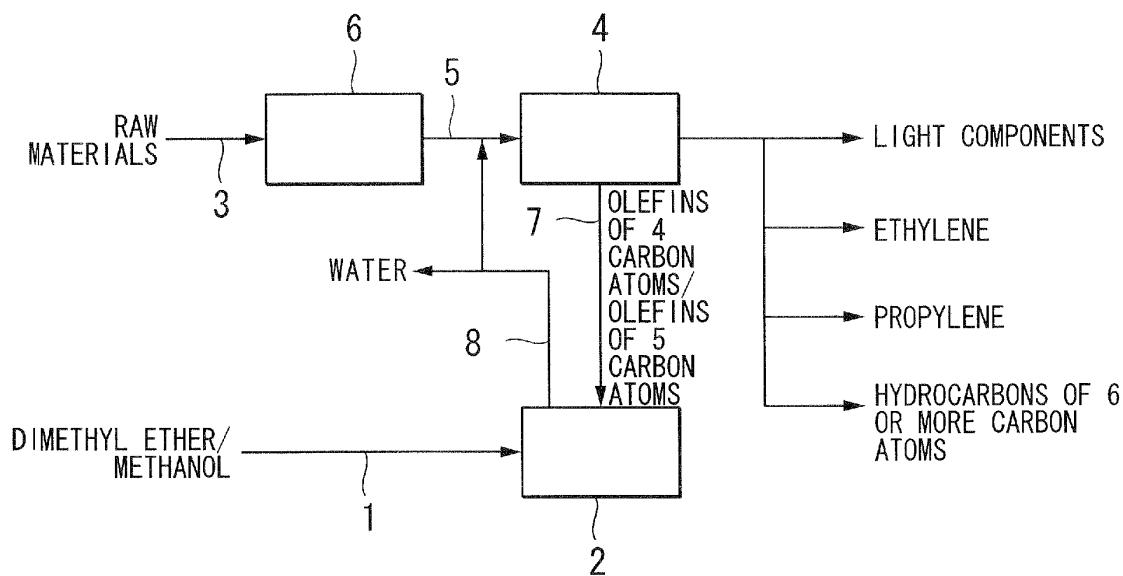 6
4
5
RAW
MATERIALS
3
LIGHT COMPONENTS
7
OLEFINS
OF 4
CARBON
ATOMS/
OLEFINS
OF 5
CARBON
ATOMS
ETHYLENE
WATER
PROPYLENE
8
HYDROCARBONS OF 6
OR MORE CARBON
ATOMS
DIMETHYL ETHER/
METHANOL
1
2